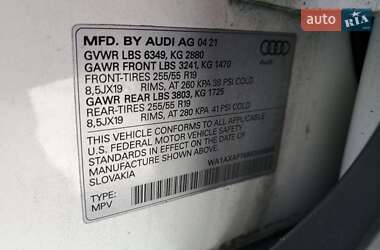 AUTO RIA
MFD. BY AUDI AG 04 21
GVWR LBS 6349, KG 2880
GAWR FRONT LBS 3241, KG 1470
FRONT-TIRES 255/55 R19
8,5JX19 RIMS, AT 260 KPA 38 PSI COLD
GAWR REAR LBS 3803, KG 1725
REAR-TIRES 255/55 R19
8,5JX19 RIMS, AT 280 KPA 41 PSI COLD
THIS VEHICLE CONFORMS TO ALL APPLICABLE
U.S. FEDERAL MOTOR VEHICLE SAFETY
STANDARDS IN EFFECT ON THE DATE OF
MANUFACTURE SHOWN ABOVE.
SLOVAKIA
TYPE:
MPV
Audi